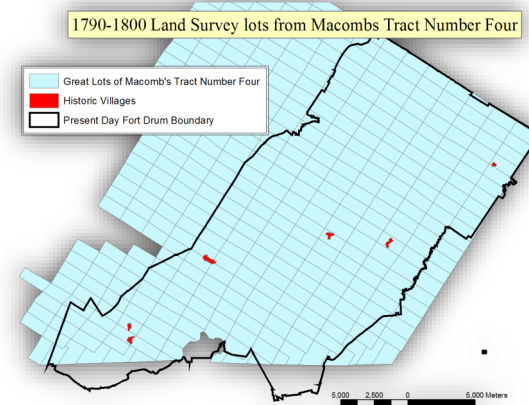 1790-1800 Land Survey lots from Macombs Tract Number Four
Great Lots of Macomb's Tract Number Four
Historic Villages
Present Day Fort Drum Boundary
5,000 2,500 0 5,000 Meters